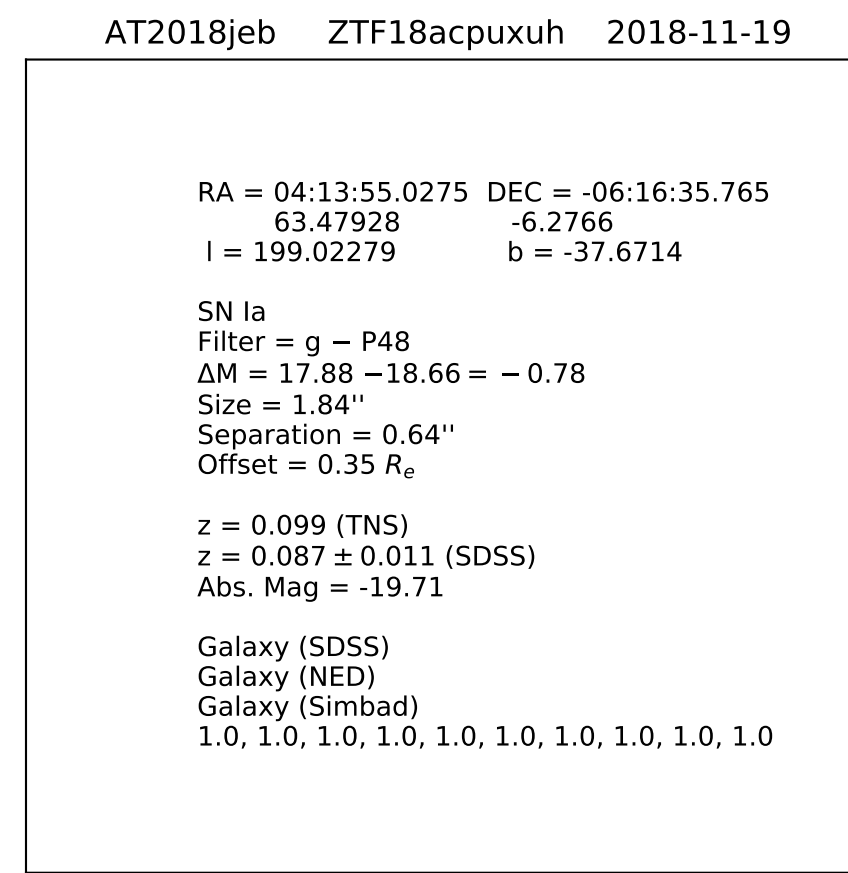 AT2018jeb ZTF18acpuxuh 2018-11-19
RA = 04:13:55.0275 DEC = -06:16:35.765
63.47928 -6.2766
l = 199.02279 b = -37.6714
SN Ia
Filter = g − P48
ΔM = 17.88 −18.66 = − 0.78
Size = 1.84''
Separation = 0.64''
Offset = 0.35 Re
z = 0.099 (TNS)
z = 0.087 ± 0.011 (SDSS)
Abs. Mag = -19.71
Galaxy (SDSS)
Galaxy (NED)
Galaxy (Simbad)
1.0, 1.0, 1.0, 1.0, 1.0, 1.0, 1.0, 1.0, 1.0, 1.0